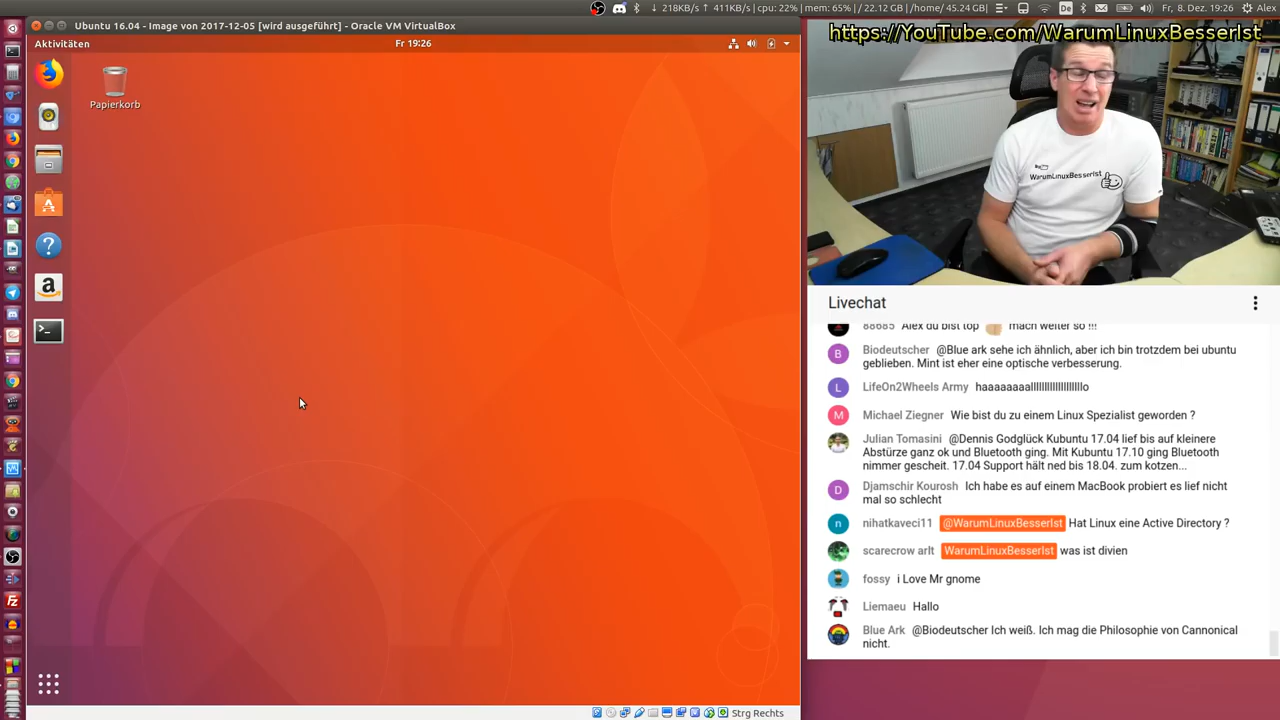 218KB/s 411KB/s | cpu: 22% | mem: 65% | / 22.12 GB | /home/ 45.24 GB
De
Fr, 8. Dez, 19:26 Alex
Ubuntu 16.04 - Image von 2017-12-05 [wird ausgeführt] - Oracle VM VirtualBox
https://YouTube.com/WarumLinuxBesserIst
Aktivitäten
Fr 19:26
Papierkorb
WarumLinuxBesserIst
Livechat
88685 Alex du bist top mach weiter so !!!
Biodeutscher @Blue ark sehe ich ähnlich, aber ich bin trotzdem bei ubuntu
geblieben. Mint ist eher eine optische verbesserung.
LifeOn2Wheels Army haaaaaaaallllllllllllllllllllo
Michael Ziegner Wie bist du zu einem Linux Spezialist geworden ?
Julian Tomasini @Dennis Godglück Kubuntu 17.04 lief bis auf kleinere
Abstürze ganz ok und Bluetooth ging. Mit Kubuntu 17.10 ging Bluetooth
nimmer gescheit. 17.04 Support hält ned bis 18.04. zum kotzen...
Djamschir Kourosh Ich habe es auf einem MacBook probiert es lief nicht
mal so schlecht
nihatkaveci11 @WarumLinuxBesserIst Hat Linux eine Active Directory ?
scarecrow arlt WarumLinuxBesserIst was ist divien
fossy i Love Mr gnome
Liemaeu Hallo
Blue Ark @Biodeutscher Ich weiß. Ich mag die Philosophie von Cannonical
nicht.
Strg Rechts